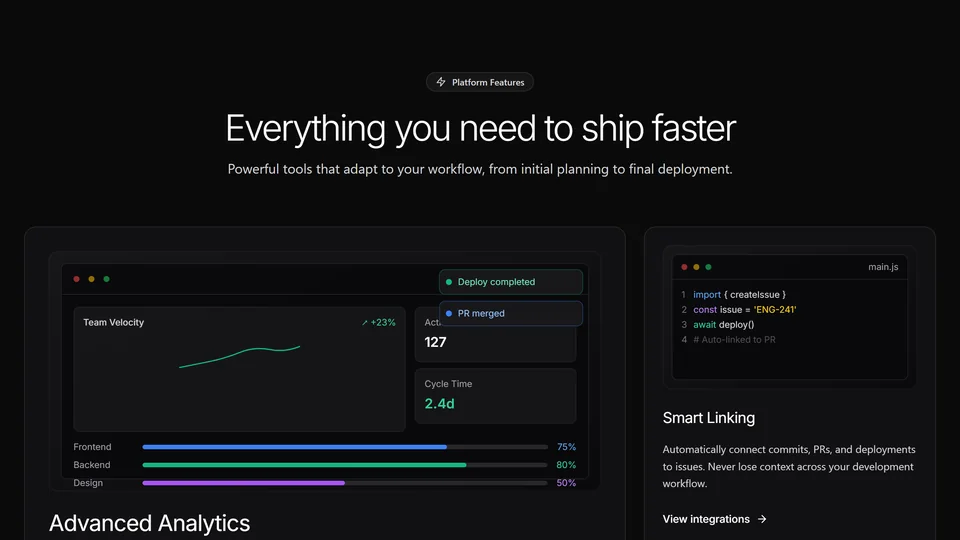 Platform Features
Everything you need to ship faster
Powerful tools that adapt to your workflow, from initial planning to final deployment.
Deploy completed
PR merged
Team Velocity
↗ +23%
127
Cycle Time
2.4d
Frontend
75%
Backend
80%
Design
50%
Advanced Analytics
main.js
1 import { createIssue }
2 const issue = 'ENG-241'
3 await deploy()
4 # Auto-linked to PR
Smart Linking
Automatically connect commits, PRs, and deployments
to issues. Never lose context across your development
workflow.
View integrations →